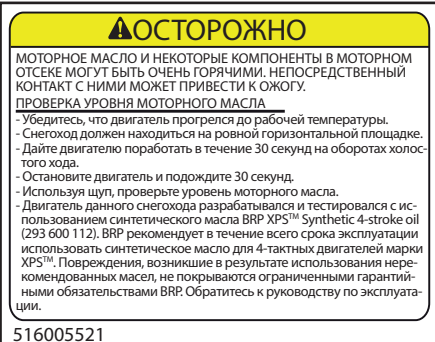 ОСТОРОЖНО
МОТОРНОЕ МАСЛО И НЕКОТОРЫЕ КОМПОНЕНТЫ В МОТОРНОМ
ОТСЕКЕ МОГУТ БЫТЬ ОЧЕНЬ ГОРЯЧИМИ. НЕПОСРЕДСТВЕННЫЙ
КОНТАКТ С НИМИ МОЖЕТ ПРИВЕСТИ К ОЖОГУ.
ПРОВЕРКА УРОВНЯ МОТОРНОГО МАСЛА
- Убедитесь, что двигатель прогрелся до рабочей температуры.
- Снегоход должен находиться на ровной горизонтальной площадке.
- Дайте двигателю поработать в течение 30 секунд на оборотах холос-
того хода.
- Остановите двигатель и подождите 30 секунд.
- Используя щуп, проверьте уровень моторного масла.
- Двигатель данного снегохода разрабатывался и тестировался с ис-
пользованием синтетического масла BRP XPS™ Synthetic 4-stroke oil
(293 600 112). BRP рекомендует в течение всего срока эксплуатации
использовать синтетическое масло для 4-тактных двигателей марки
XPS™. Повреждения, возникшие в результате использования нере-
комендованных масел, не покрываются ограниченными гарантий-
ными обязательствами BRP. Обратитесь к руководству по эксплуата-
ции.
516005521